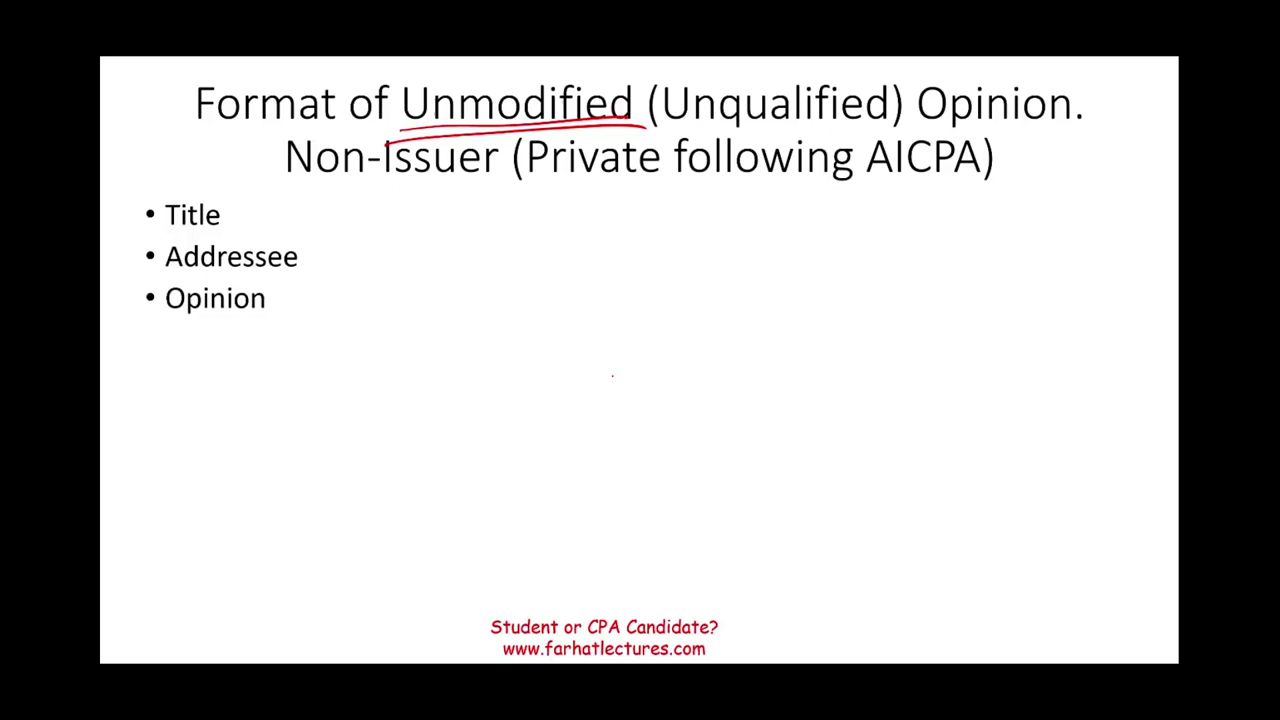 Format of Unmodified (Unqualified) Opinion.
Non-Issuer (Private following AICPA)
• Title
• Addressee
• Opinion
Student or CPA Candidate?
www.farhatlectures.com